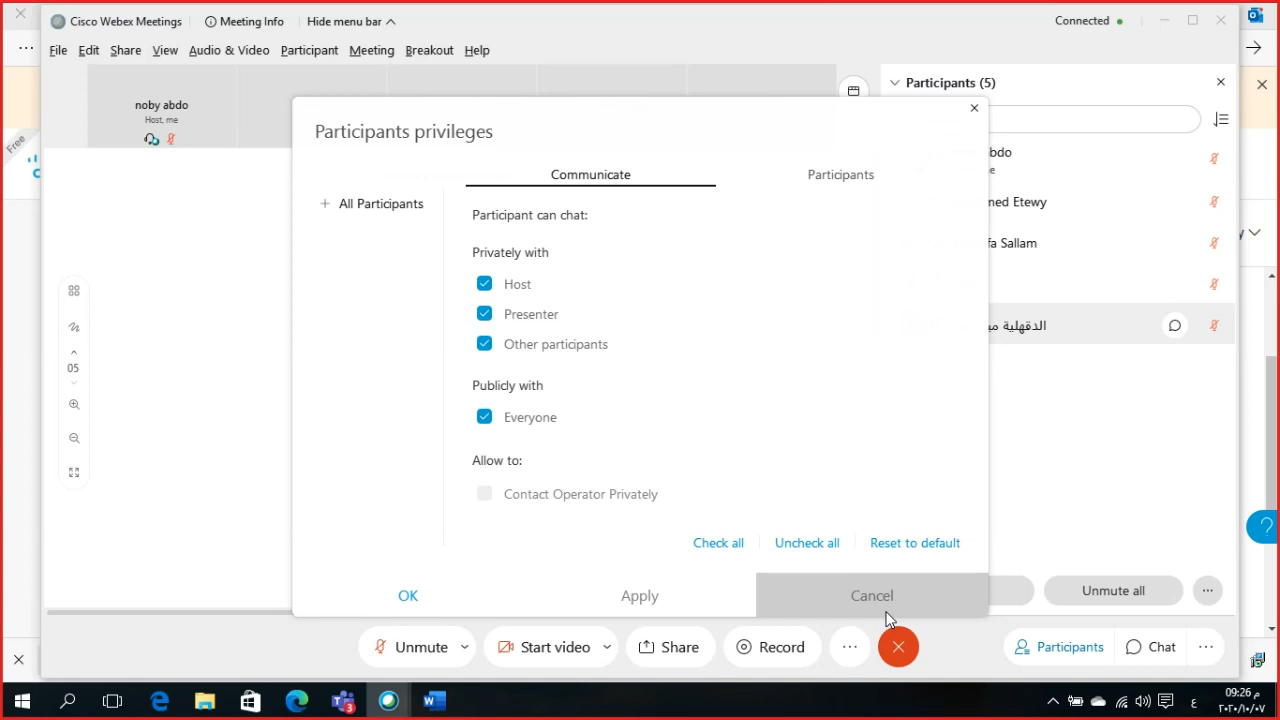 Cisco Webex Meetings
Meeting Info
Hide menu bar
Connected
File Edit Share View Audio & Video Participant Meeting Breakout Help
Free
noby abdo
Host, me
Participants (5)
Participants privileges
Communicate
Participants
All Participants
Participant can chat:
Privately with
Host
Presenter
Other participants
Publicly with
Everyone
Allow to:
Contact Operator Privately
Check all
Uncheck all
Reset to default
OK
Apply
Cancel
bdo
ned Etewy
fa Sallam
الدقهلية
05
Unmute all
Unmute
Start video
Share
Record
Participants
Chat
09:26 م
٢٠٢٠/١٠/٠٧
ع